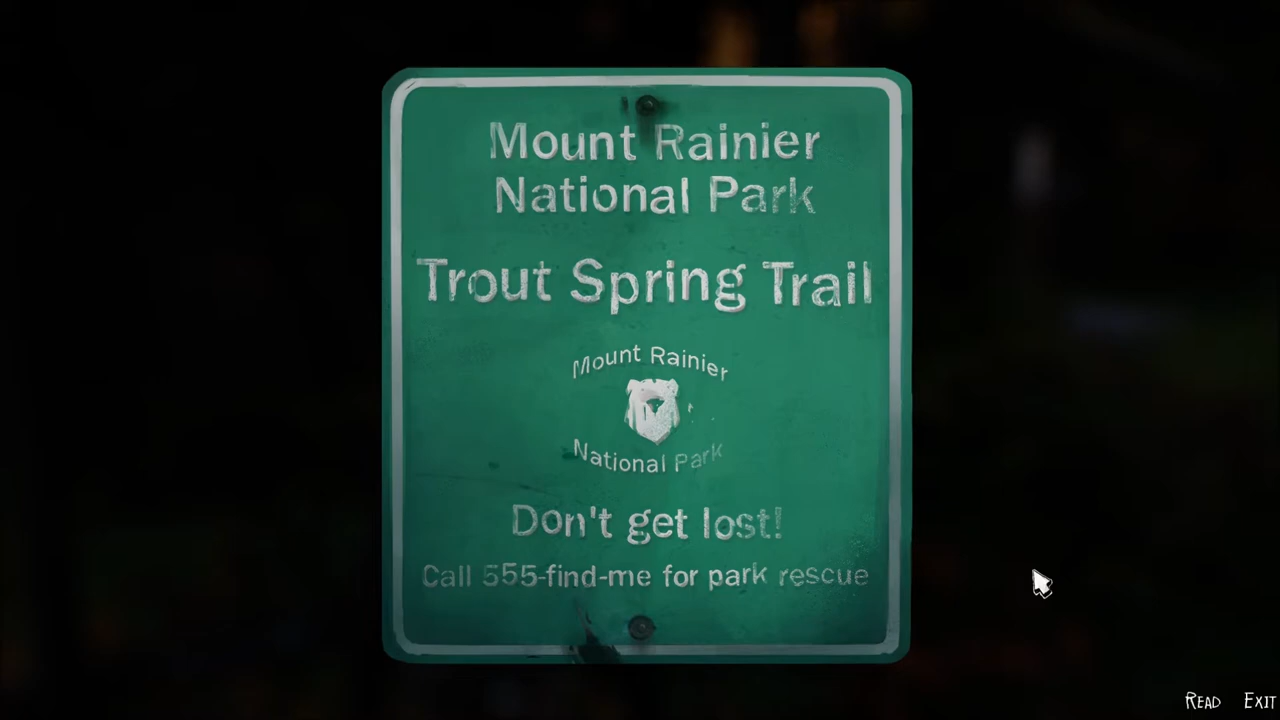 Mount Rainier
National Park
Trout Spring Trail
Mount Rainier
National Park
Don't get lost!
Call 555-find-me for park rescue
READ EXIT